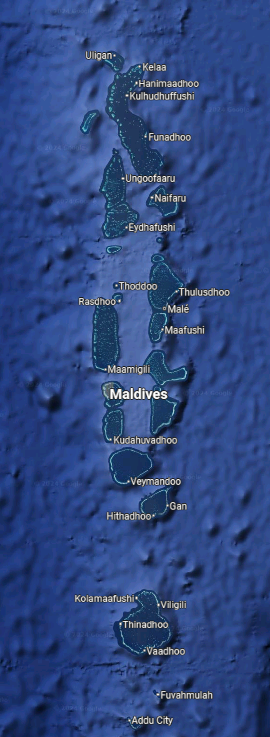 Uligan
Kelaa
Hanimaadhoo
Kulhudhuffushi
Funadhoo
Ungoofaaru
Naifaru
Eydhafushi
Thoddoo
Thulusdhoo
Rasdhoo
Malé
Maafushi
Maamigili
Maldives
Kudahuvadhoo
Veymandoo
Gan
Hithadhoo
Kolamaafushi
Viligili
Thinadhoo
Vaadhoo
Fuvahmulah
Addu City